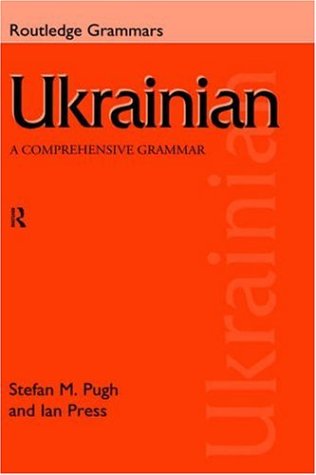 Routledge Grammars
Ukrainian
A COMPREHENSIVE GRAMMAR
R
Ukrainian
Stefan M. Pugh
and Ian Press